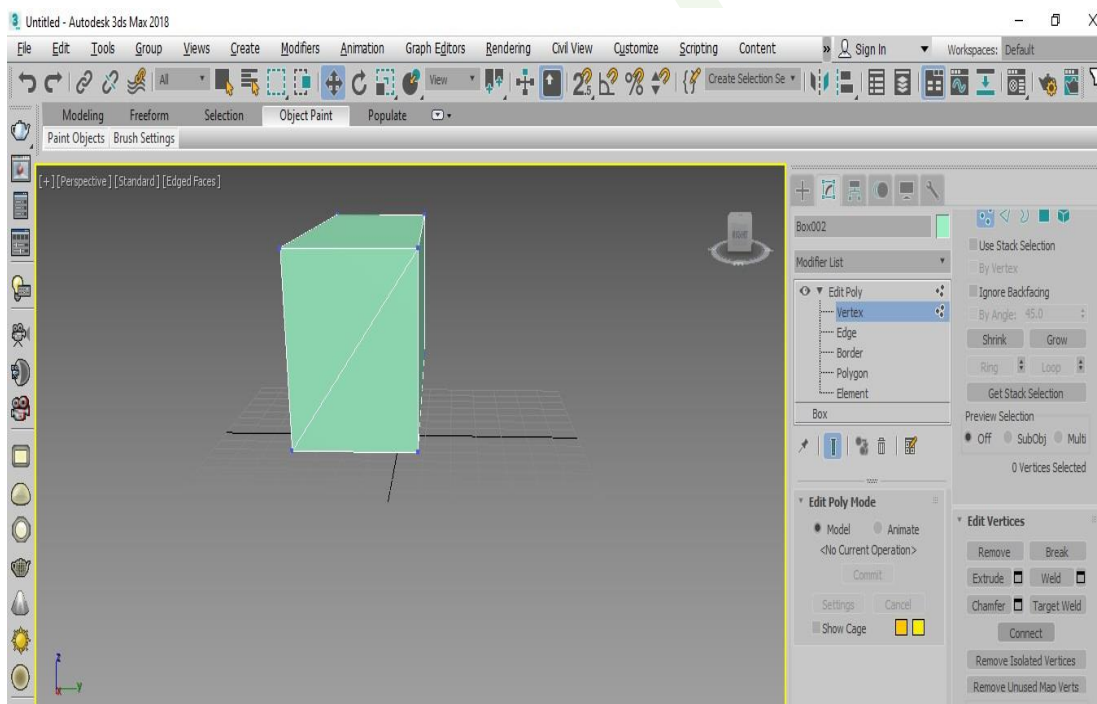 Untitled - Autodesk 3ds Max 2018
File Edit Tools Group Views Create Modifiers Animation Graph Editors Rendering Civil View Customize Scripting Content » Sign In Workspaces: Default
All View Create Selection Se
Modeling Freeform Selection Object Paint Populate
Paint Objects Brush Settings
[+] [Perspective] [Standard] [Edged Faces]
RIGHT
z
x y
Box002
Modifier List
Edit Poly
Vertex
Edge
Border
Polygon
Element
Box
Edit Poly Mode
Model Animate
<No Current Operation>
Commit
Settings Cancel
Show Cage
Use Stack Selection
By Vertex
Ignore Backfacing
By Angle: 45.0
Shrink Grow
Ring Loop
Get Stack Selection
Preview Selection
Off SubObj Multi
0 Vertices Selected
Edit Vertices
Remove Break
Extrude Weld
Chamfer Target Weld
Connect
Remove Isolated Vertices
Remove Unused Map Verts